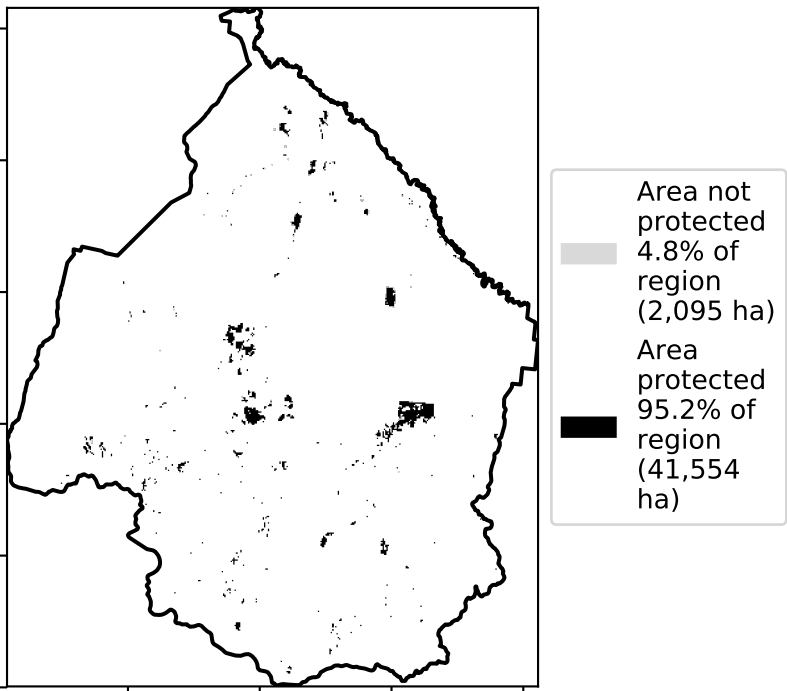 Area not
protected
4.8% of
region
(2,095 ha)
Area
protected
95.2% of
region
(41,554
ha)